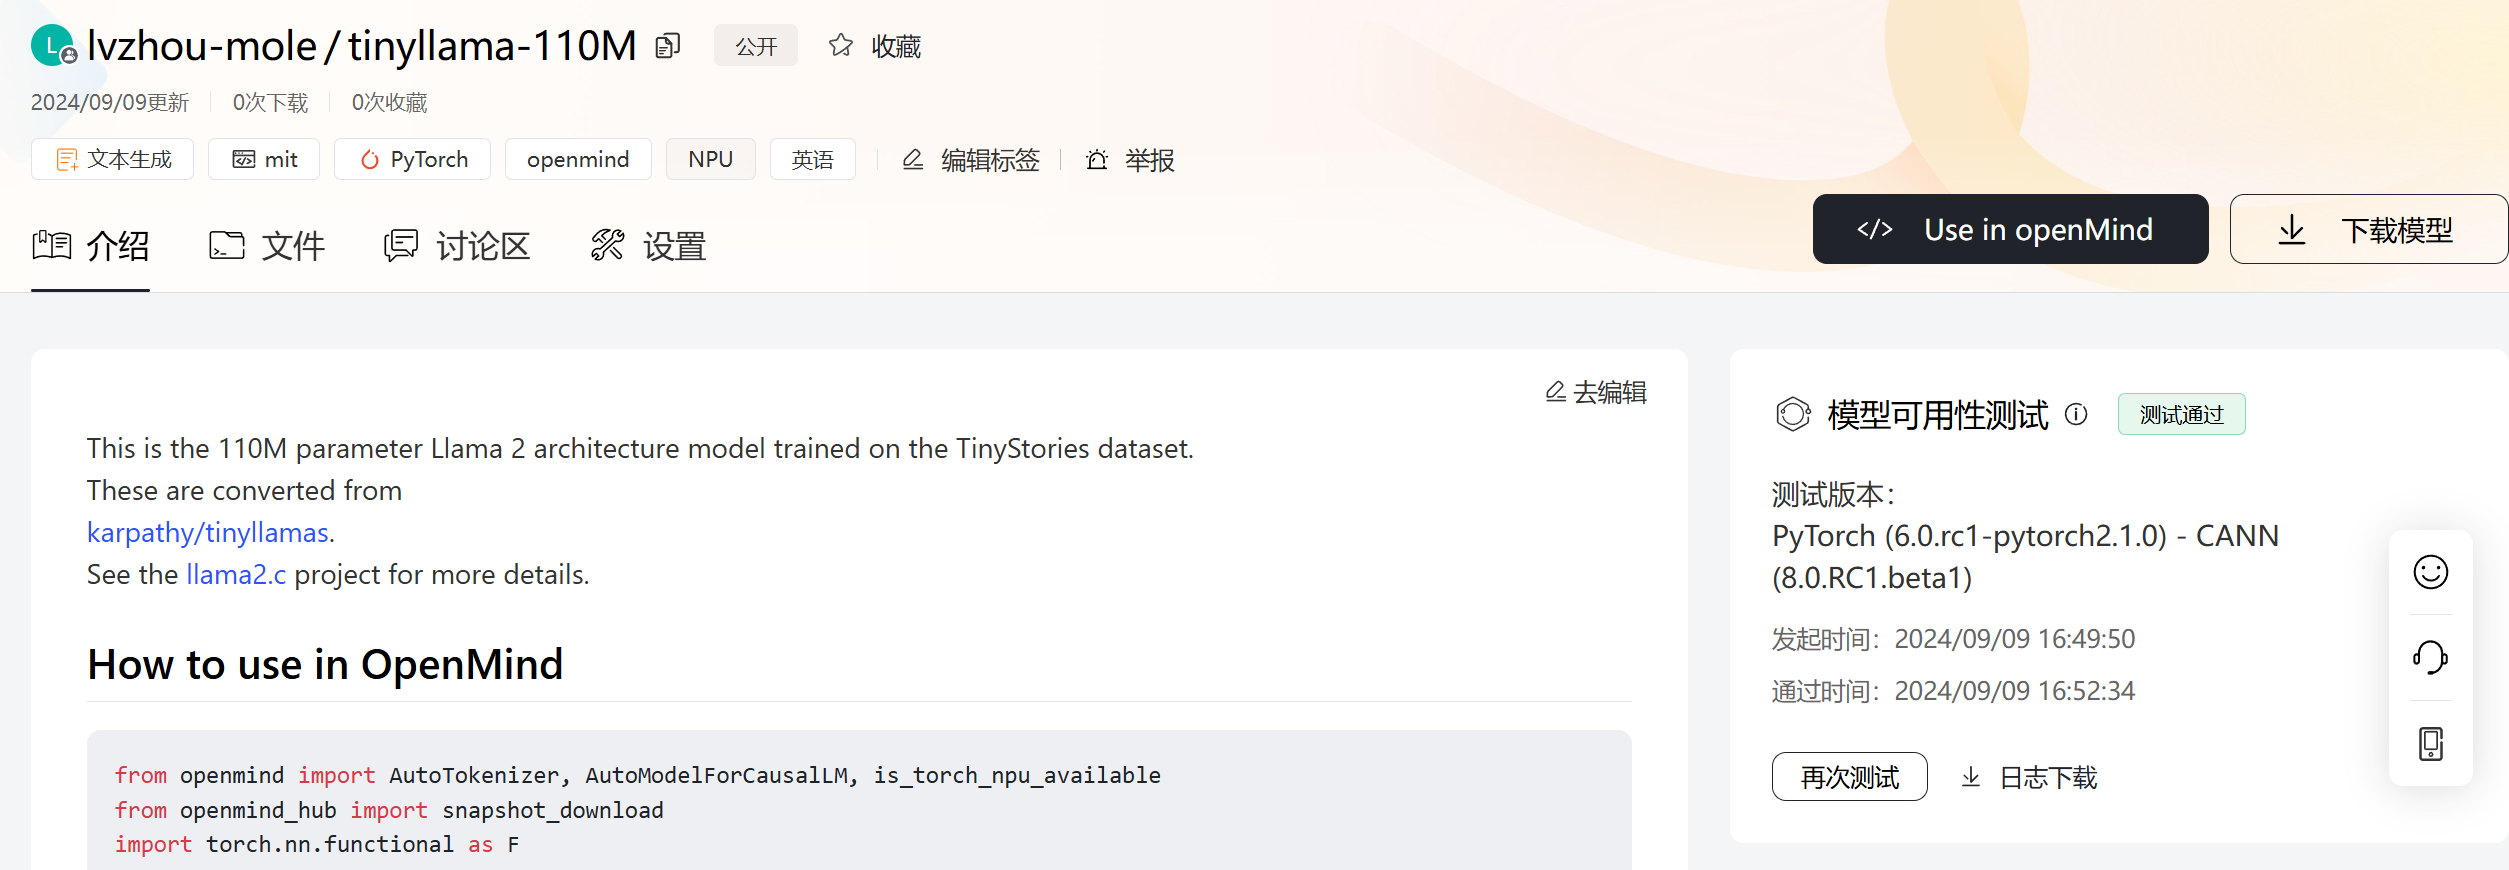 L lvzhou-mole / tinyllama-110M 公开 收藏
2024/09/09更新 0次下载 0次收藏
文本生成 mit PyTorch openmind NPU 英语 编辑标签 举报
介绍 文件 讨论区 设置
Use in openMind 下载模型
去编辑
This is the 110M parameter Llama 2 architecture model trained on the TinyStories dataset.
These are converted from
karpathy/tinyllamas.
See the llama2.c project for more details.
How to use in OpenMind
from openmind import AutoTokenizer, AutoModelForCausalLM, is_torch_npu_available
from openmind_hub import snapshot_download
import torch.nn.functional as F
模型可用性测试 测试通过
测试版本：
PyTorch (6.0.rc1-pytorch2.1.0) - CANN
(8.0.RC1.beta1)
发起时间：2024/09/09 16:49:50
通过时间：2024/09/09 16:52:34
再次测试 日志下载